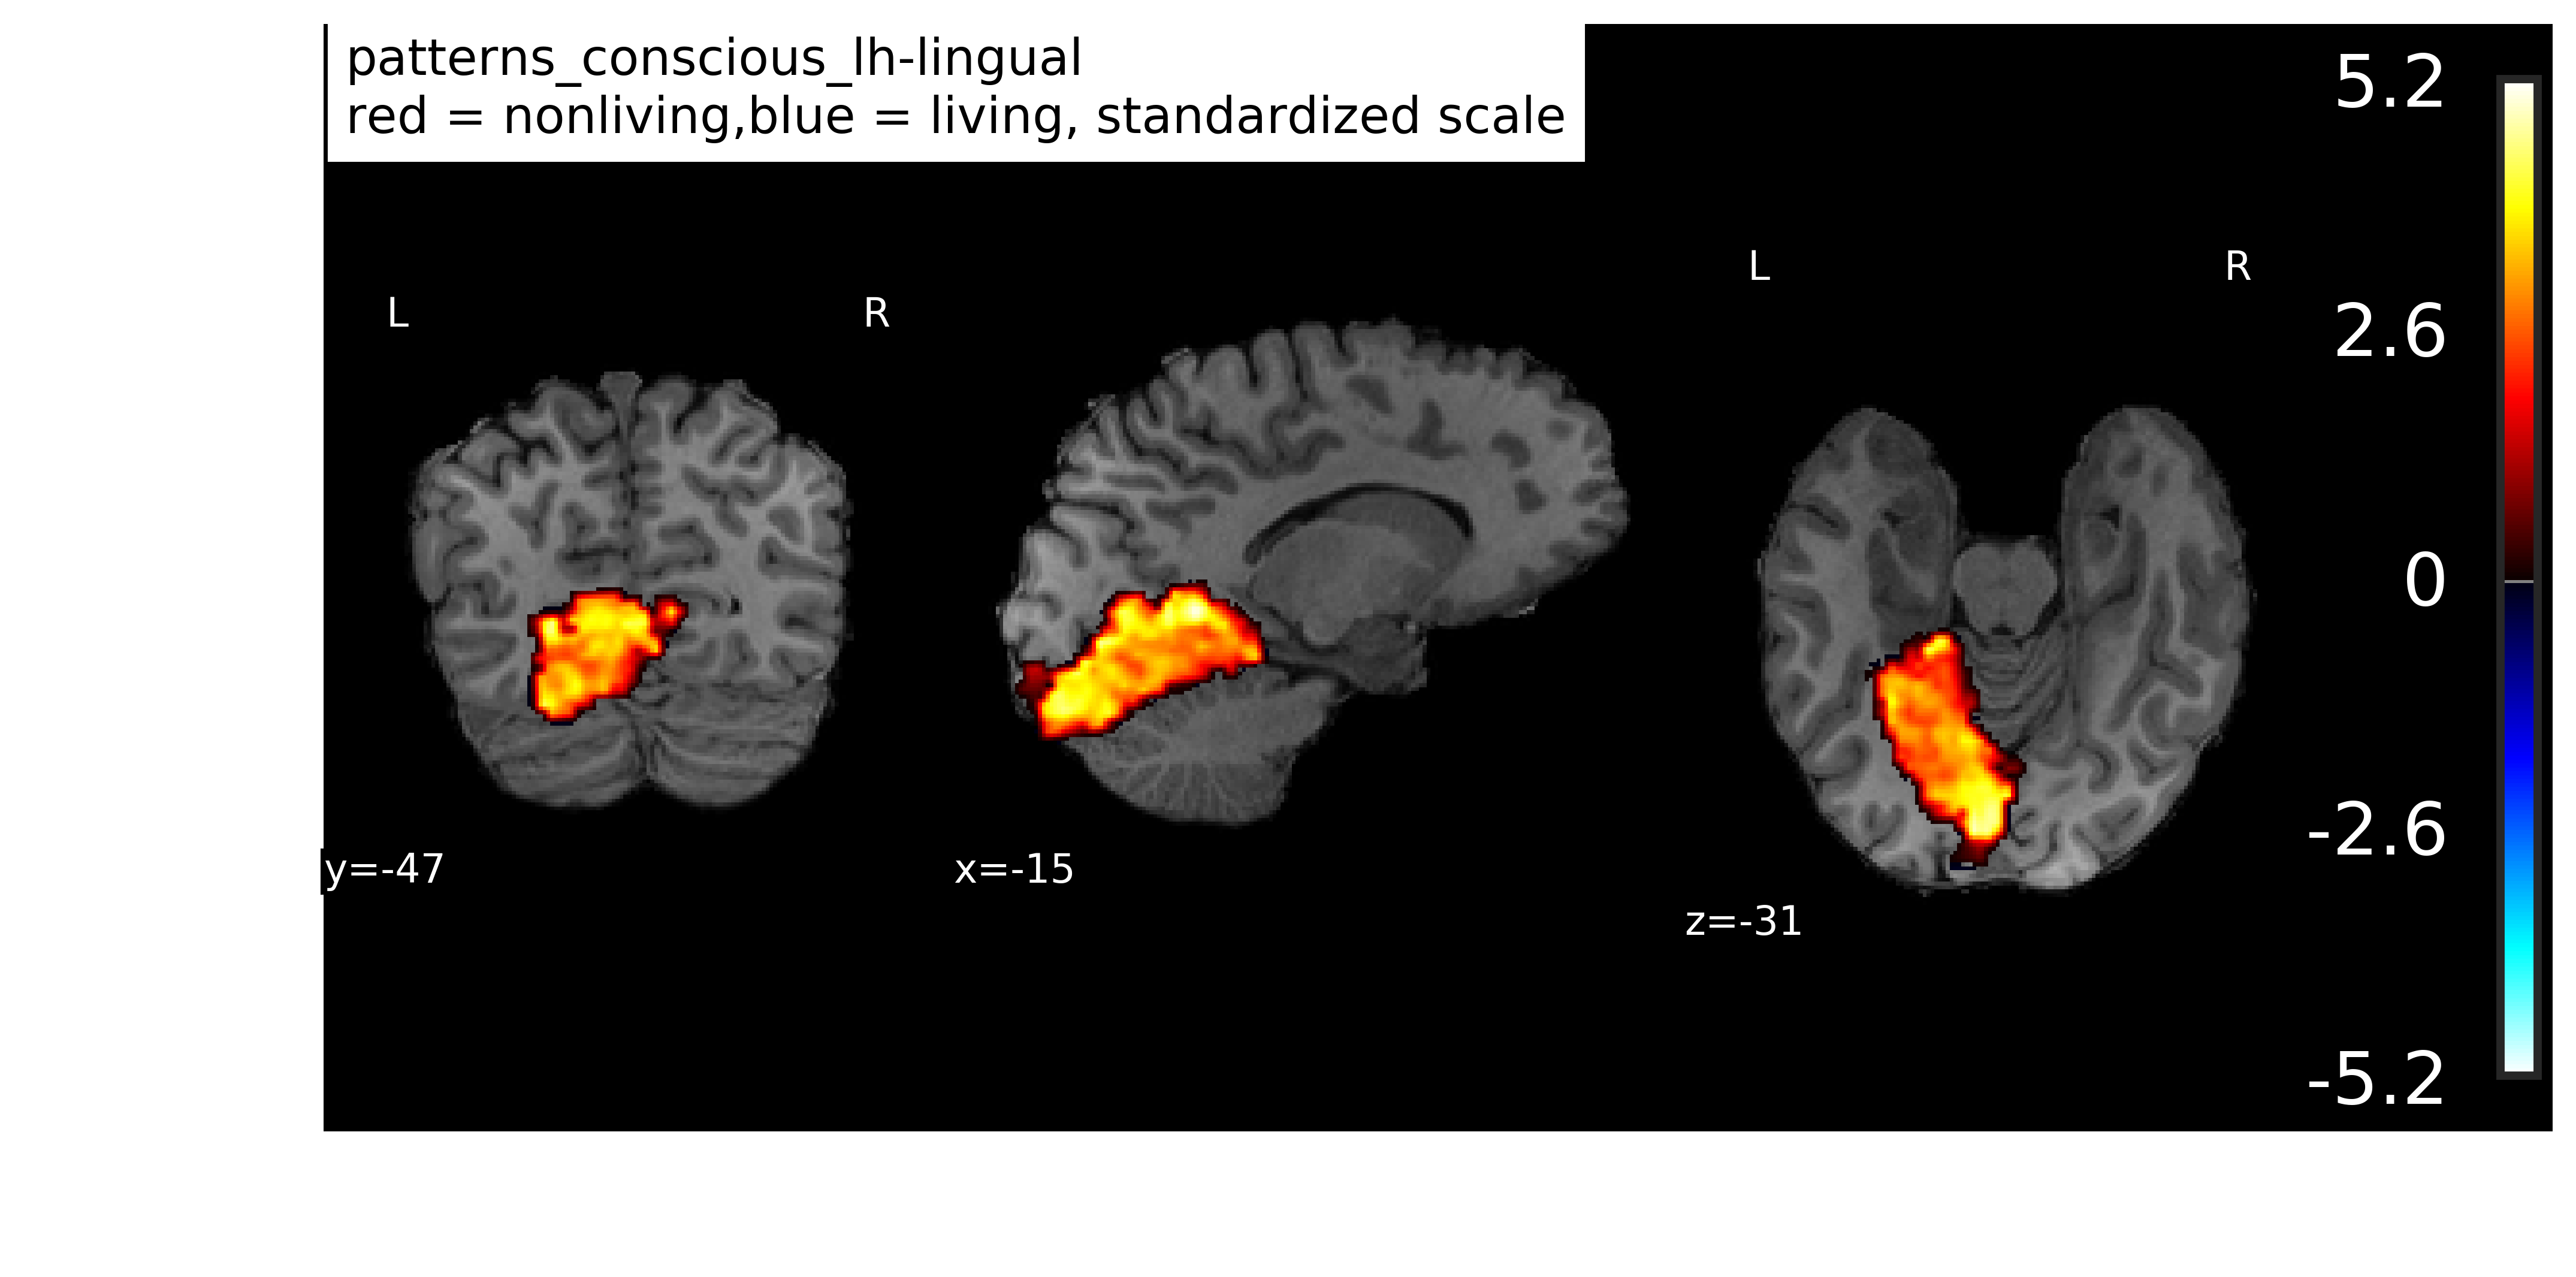 patterns_conscious_lh-lingual
red = nonliving,blue = living, standardized scale
L
R
L
R
y=-47
x=-15
z=-31
5.2
2.6
0
-2.6
-5.2